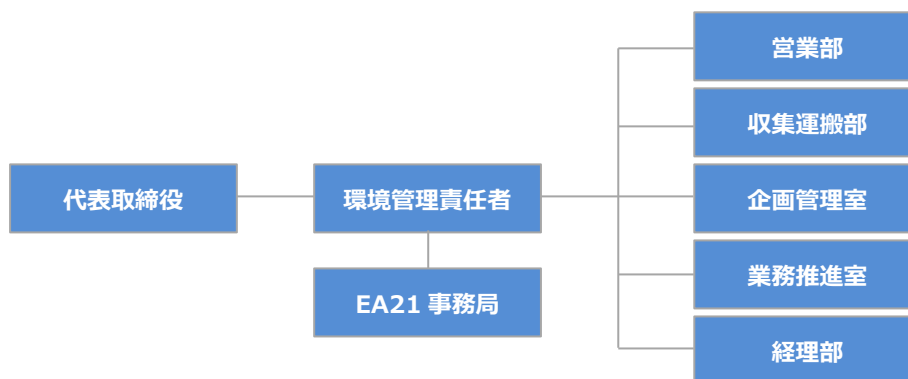 代表取締役
環境管理責任者
EA21 事務局
営業部
収集運搬部
企画管理室
業務推進室
経理部